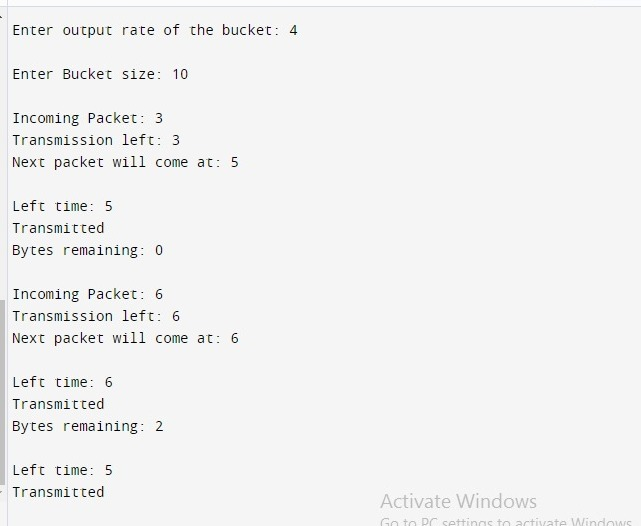 Enter output rate of the bucket: 4
Enter Bucket size: 10
Incoming Packet: 3
Transmission left: 3
Next packet will come at: 5
Left time: 5
Transmitted
Bytes remaining: 0
Incoming Packet: 6
Transmission left: 6
Next packet will come at: 6
Left time: 6
Transmitted
Bytes remaining: 2
Left time: 5
Transmitted
Activate Windows
Go to PC settings to activate Windows.